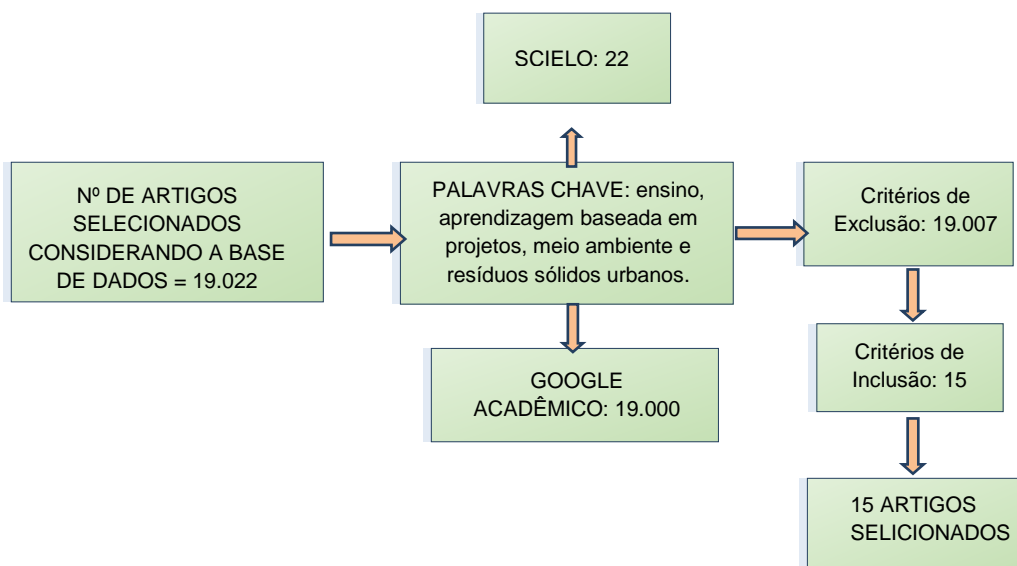 SCIELO: 22
Nº DE ARTIGOS
SELECIONADOS
CONSIDERANDO A BASE
DE DADOS = 19.022
PALAVRAS CHAVE: ensino,
aprendizagem baseada em
projetos, meio ambiente e
resíduos sólidos urbanos.
Critérios de
Exclusão: 19.007
GOOGLE
ACADÊMICO: 19.000
Critérios de
Inclusão: 15
15 ARTIGOS
SELICIONADOS